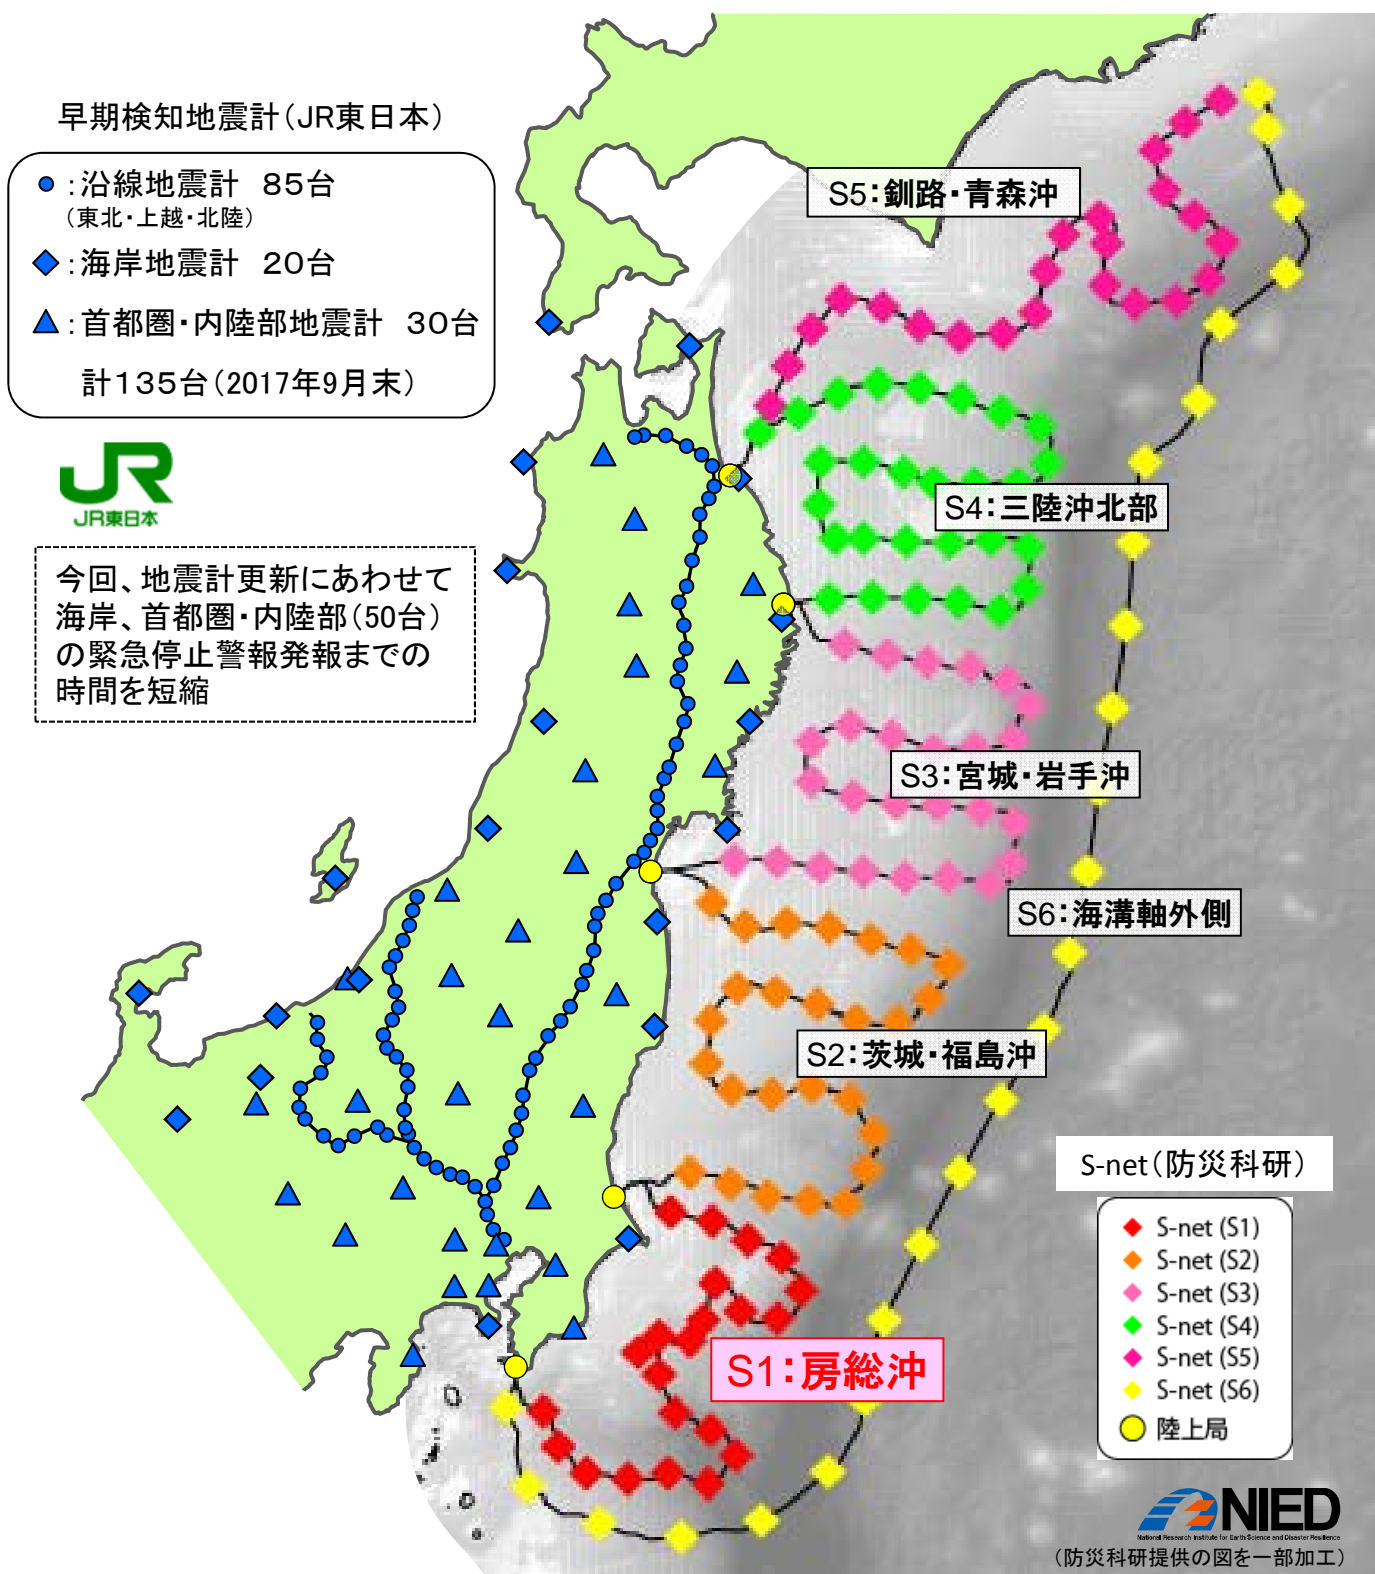 早期検知地震計(JR東日本)
●:沿線地震計 85台
(東北・上越・北陸)
◆:海岸地震計 20台
▲:首都圏・内陸部地震計 30台
計135台(2017年9月末)
JR
JR東日本
今回、地震計更新にあわせて
海岸、首都圏・内陸部(50台)
の緊急停止警報発報までの
時間を短縮
S5:釧路・青森沖
S4:三陸沖北部
S3:宮城・岩手沖
S6:海溝軸外側
S2:茨城・福島沖
S1:房総沖
S-net(防災科研)
S-net (S1)
S-net (S2)
S-net (S3)
S-net (S4)
S-net (S5)
S-net (S6)
陸上局
NIED
National Research Institute for Earth Science and Disaster Resilience
(防災科研提供の図を一部加工)